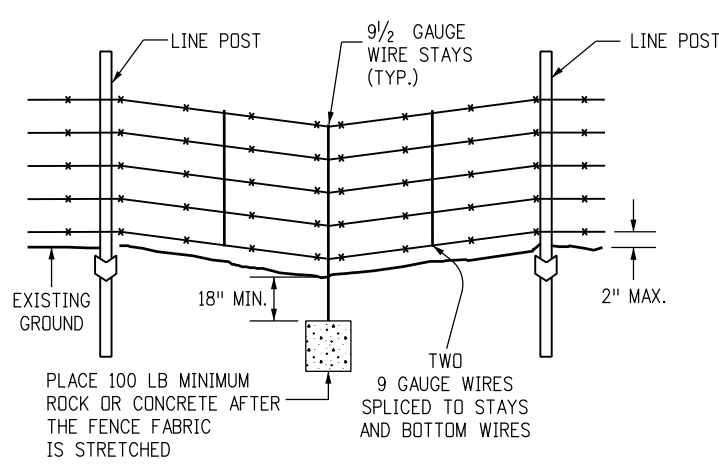 LINE POST
9½ GAUGE
WIRE STAYS
(TYP.)
LINE POST
EXISTING
GROUND
18" MIN.
2" MAX.
PLACE 100 LB MINIMUM
ROCK OR CONCRETE AFTER
THE FENCE FABRIC
IS STRETCHED
TWO
9 GAUGE WIRES
SPLICED TO STAYS
AND BOTTOM WIRES